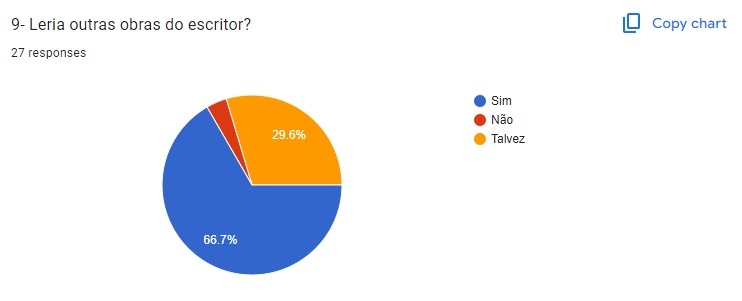 9- Leria outras obras do escritor?
Copy chart
27 responses
Sim
Não
Talvez
29.6%
66.7%